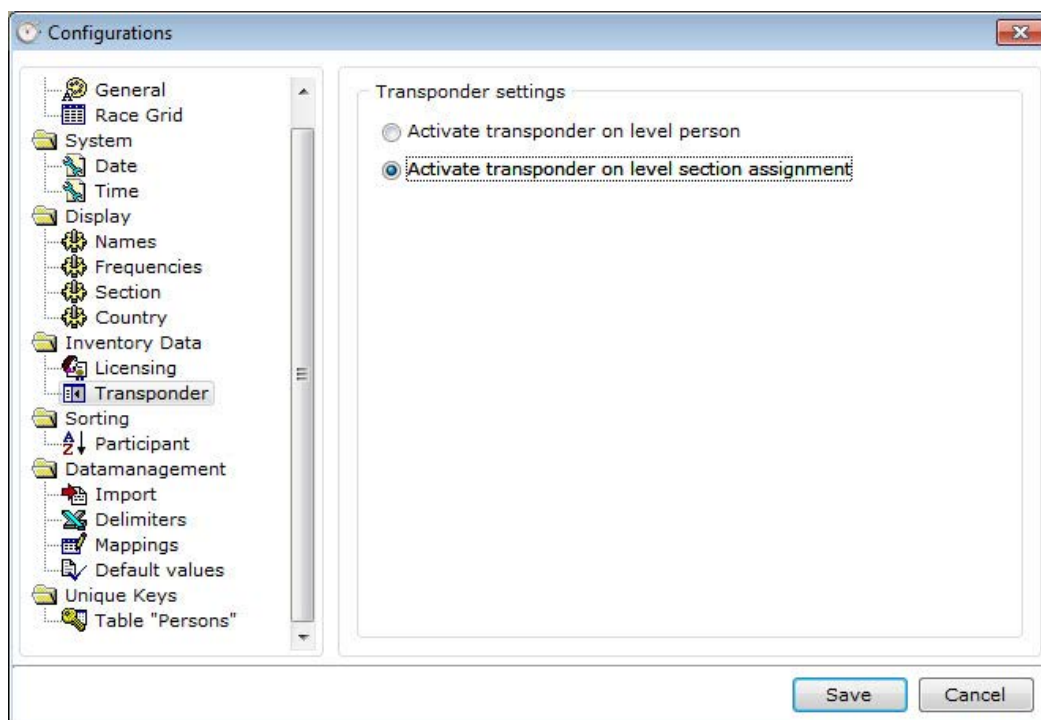 Configurations
General
Race Grid
System
Date
Time
Display
Names
Frequencies
Section
Country
Inventory Data
Licensing
Transponder
Sorting
Participant
Datamanagement
Import
Delimiters
Mappings
Default values
Unique Keys
Table "Persons"
Transponder settings
Activate transponder on level person
Activate transponder on level section assignment
Save
Cancel